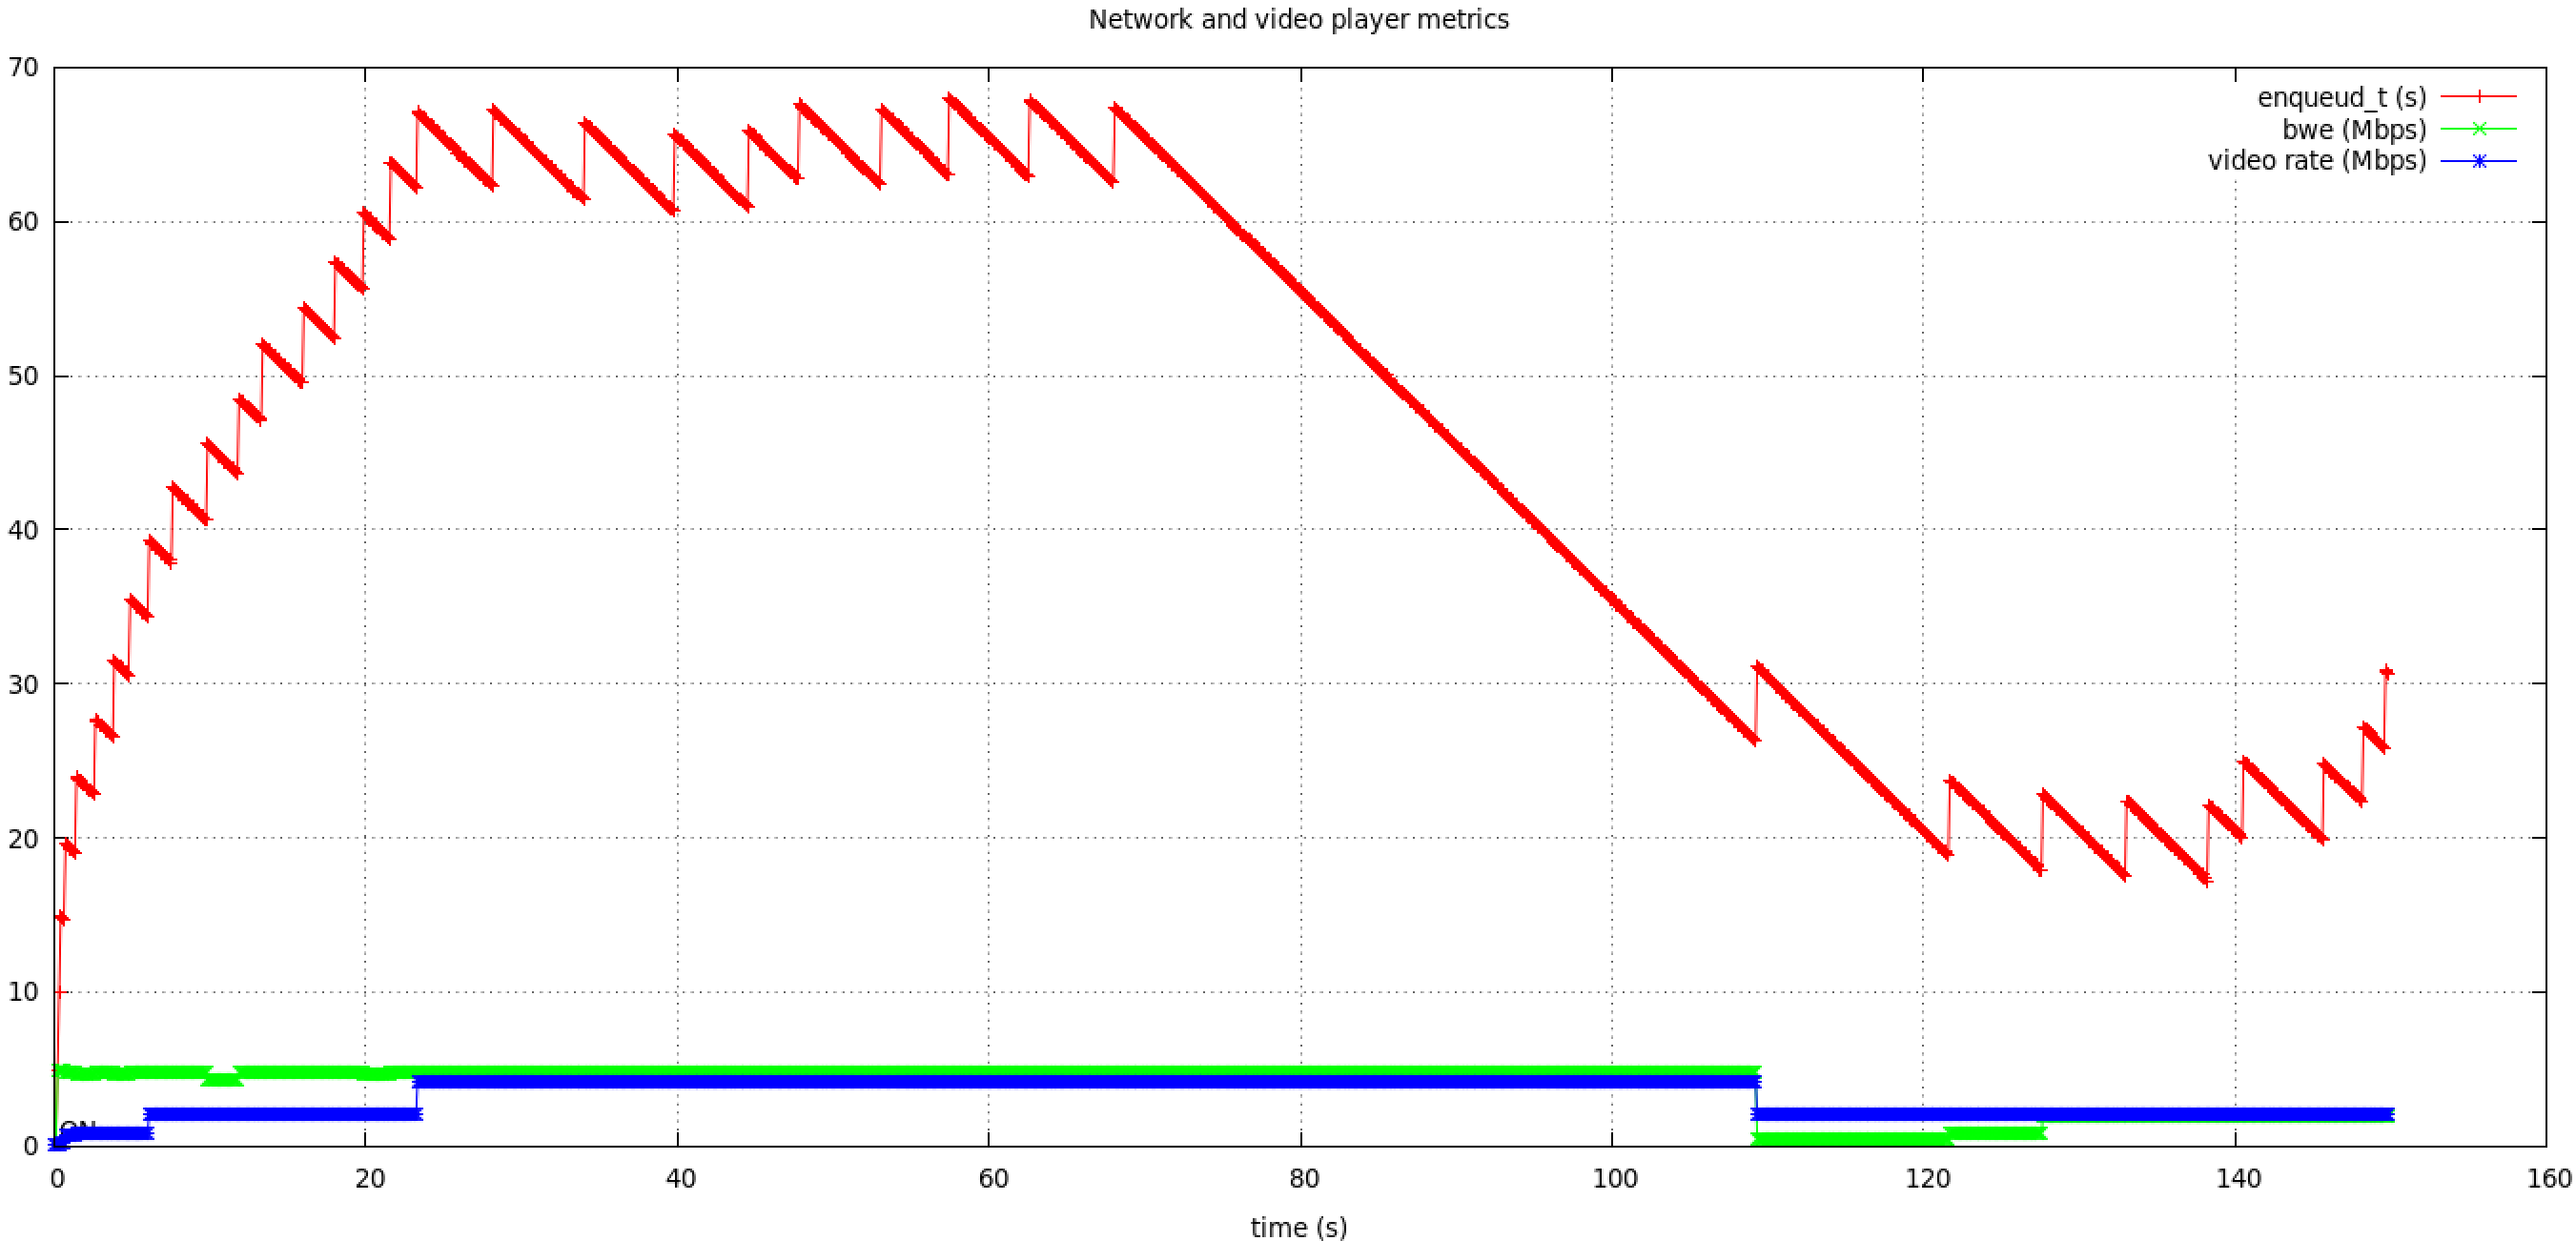 Network and video player metrics
70
60
50
40
30
20
10
0
enqueud_t (s)
bwe (Mbps)
video rate (Mbps)
ON
0 20 40 60 80 100 120 140 160
time (s)